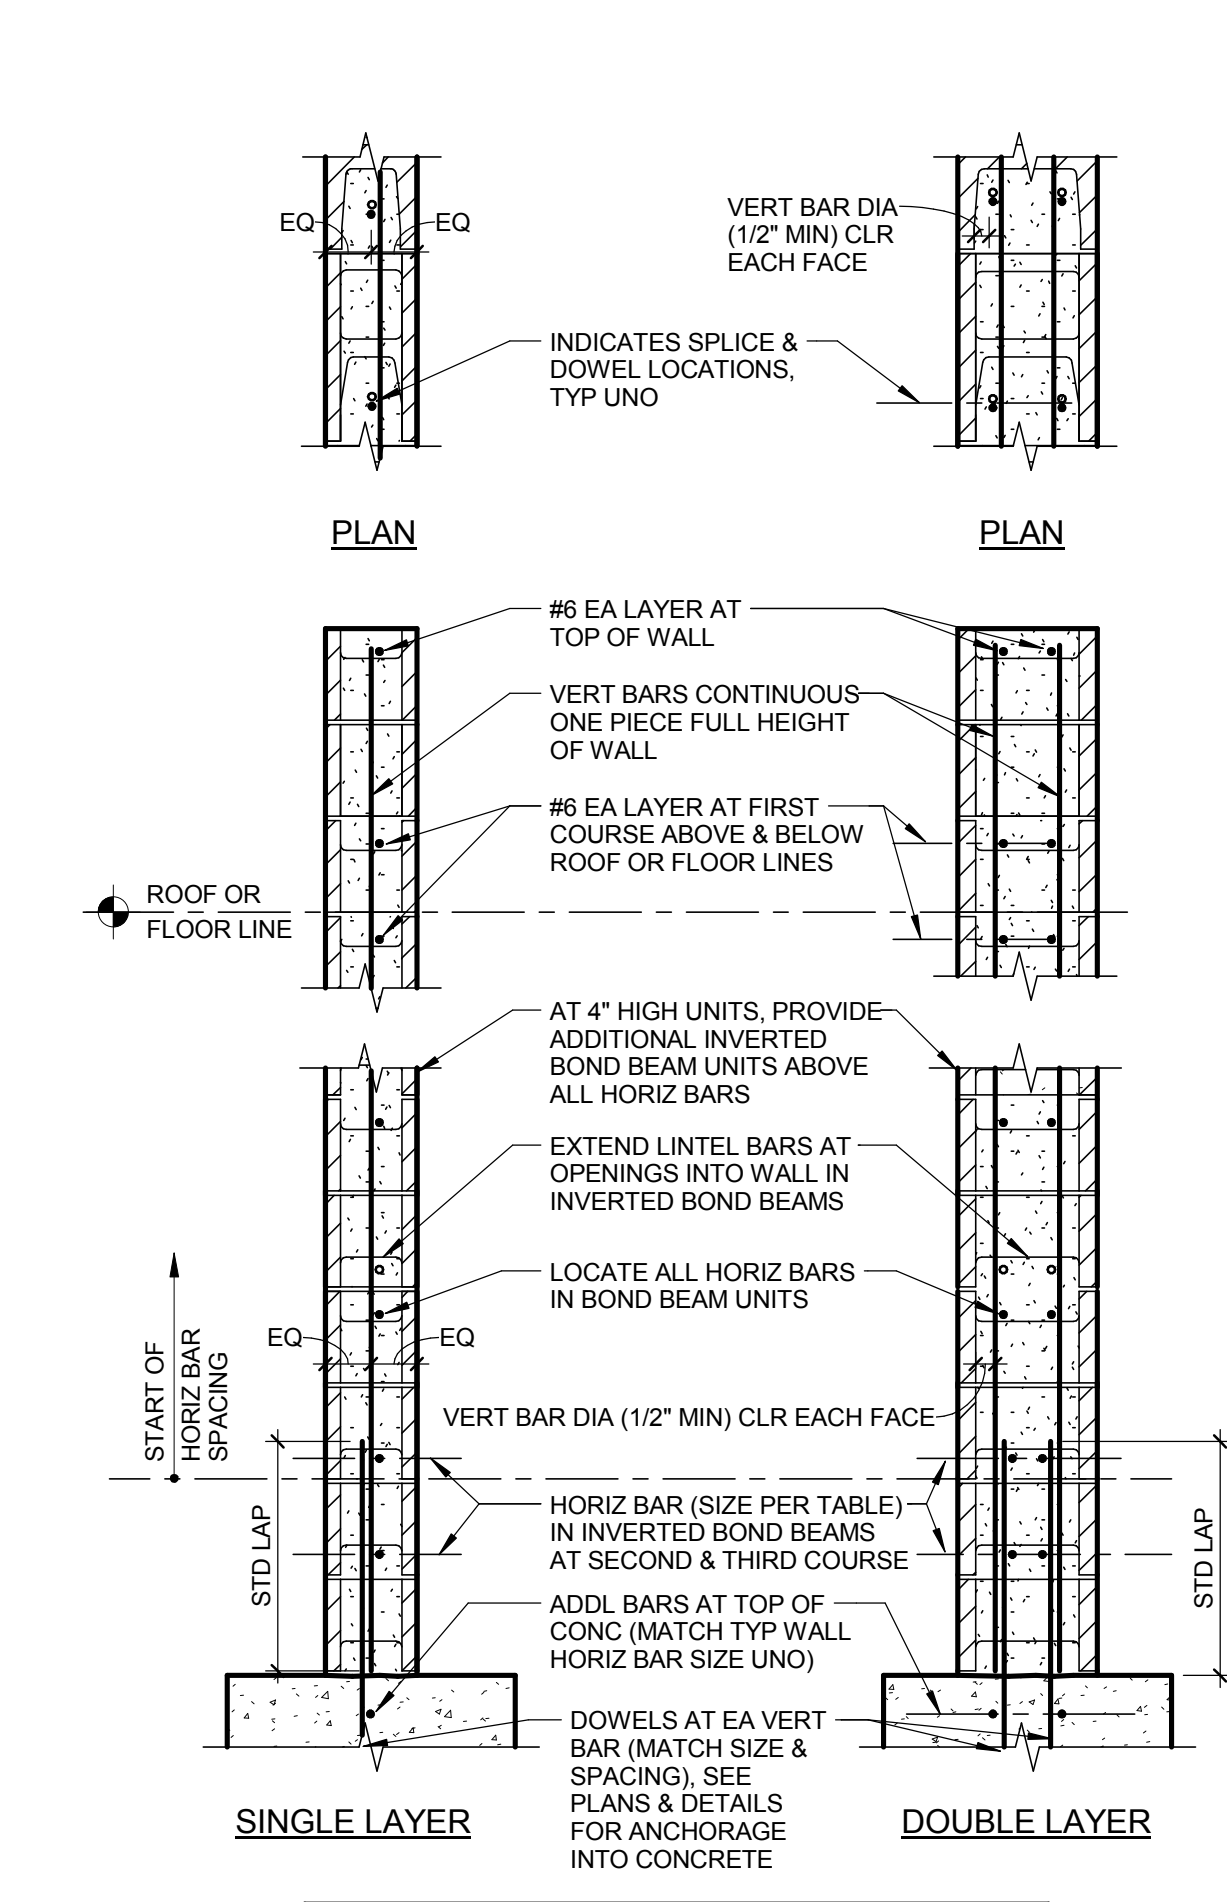 EQ
EQ
VERT BAR DIA
(1/2" MIN) CLR
EACH FACE
INDICATES SPLICE &
DOWEL LOCATIONS,
TYP UNO
PLAN
PLAN
#6 EA LAYER AT
TOP OF WALL
VERT BARS CONTINUOUS
ONE PIECE FULL HEIGHT
OF WALL
#6 EA LAYER AT FIRST
COURSE ABOVE & BELOW
ROOF OR FLOOR LINES
ROOF OR
FLOOR LINE
AT 4" HIGH UNITS, PROVIDE
ADDITIONAL INVERTED
BOND BEAM UNITS ABOVE
ALL HORIZ BARS
EXTEND LINTEL BARS AT
OPENINGS INTO WALL IN
INVERTED BOND BEAMS
LOCATE ALL HORIZ BARS
IN BOND BEAM UNITS
EQ
EQ
START OF
HORIZ BAR
SPACING
VERT BAR DIA (1/2" MIN) CLR EACH FACE
STD LAP
HORIZ BAR (SIZE PER TABLE)
IN INVERTED BOND BEAMS
AT SECOND & THIRD COURSE
STD LAP
ADDL BARS AT TOP OF
CONC (MATCH TYP WALL
HORIZ BAR SIZE UNO)
DOWELS AT EA VERT
BAR (MATCH SIZE &
SPACING), SEE
PLANS & DETAILS
FOR ANCHORAGE
INTO CONCRETE
SINGLE LAYER
DOUBLE LAYER